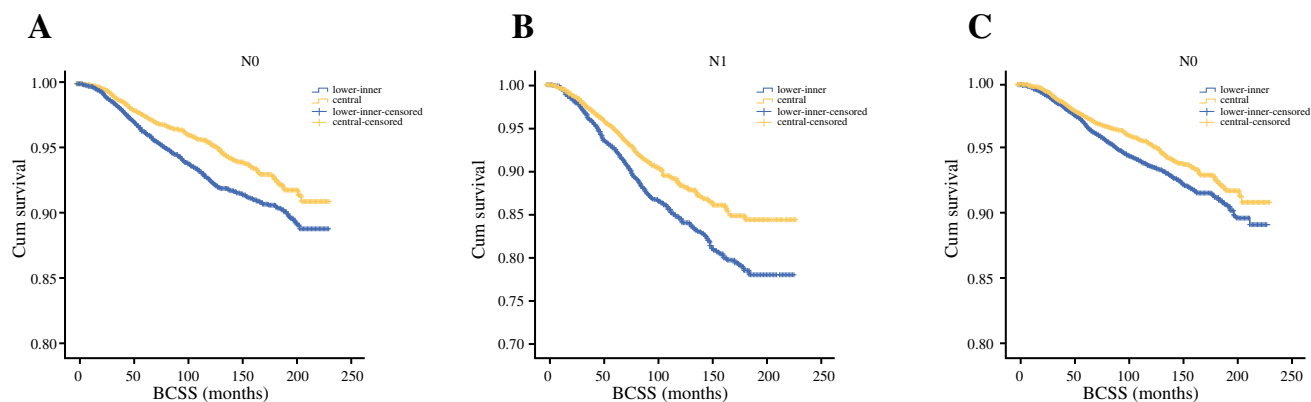 A
N0
lower-inner
central
lower-inner-censored
central-censored
Cum survival
1.00
0.95
0.90
0.85
0.80
0
50
100
150
200
250
BCSS (months)
B
N1
lower-inner
central
lower-inner-censored
central-censored
Cum survival
1.00
0.95
0.90
0.85
0.80
0.75
0.70
0
50
100
150
200
250
BCSS (months)
C
N0
lower-inner
central
lower-inner-censored
central-censored
Cum survival
1.00
0.95
0.90
0.85
0.80
0
50
100
150
200
250
BCSS (months)